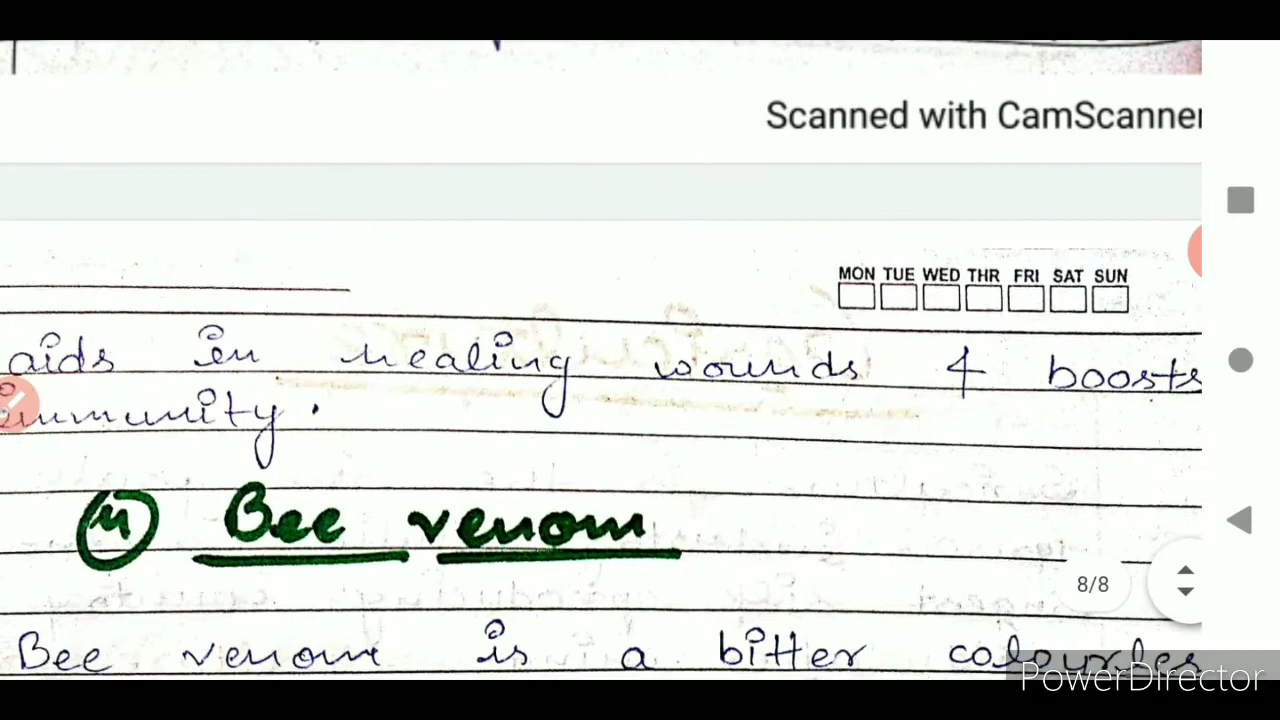 Scanned with CamScanner
MON TUE WED THR FRI SAT SUN
aids in healing wounds & boosts
immunity.
(4) Bee venom
8/8
Bee venom is a bitter colourles
PowerDirector